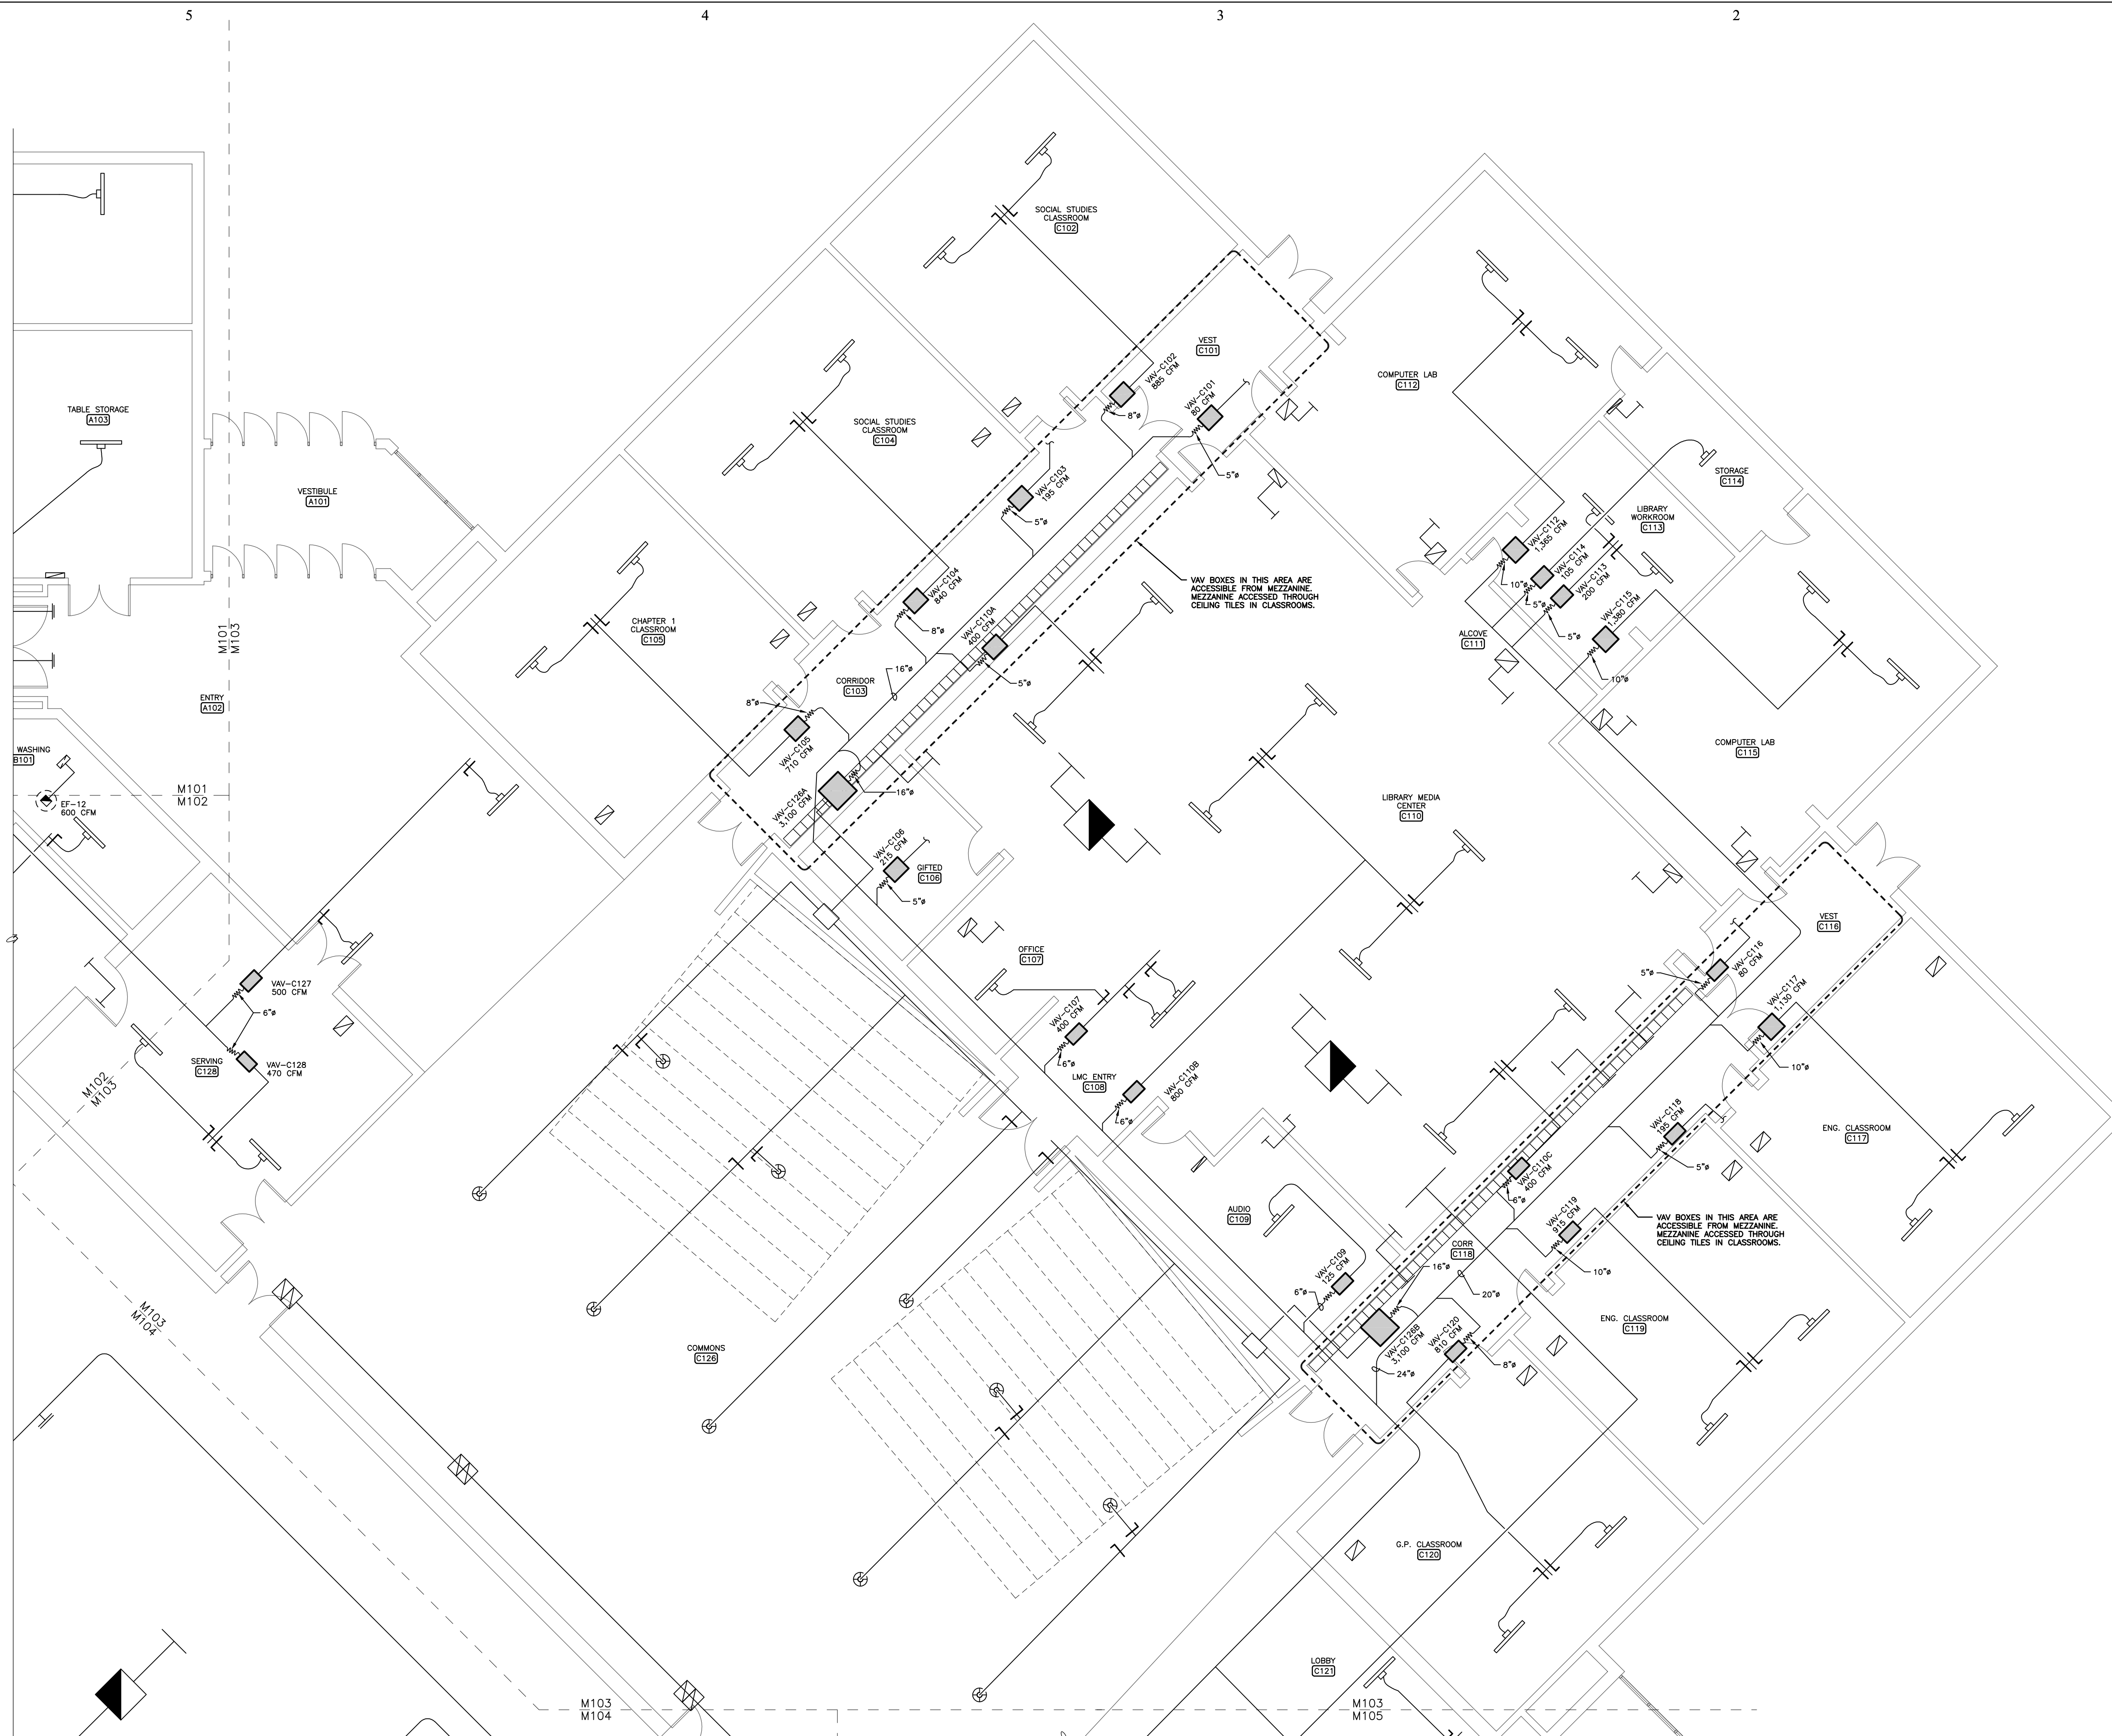 5
4
3
2
SOCIAL STUDIES
CLASSROOM
C102
VEST
C101
VAV-C102
885 CFM
8"ø
VAV-C101
80 CFM
5"ø
COMPUTER LAB
C112
TABLE STORAGE
A103
SOCIAL STUDIES
CLASSROOM
C104
VESTIBULE
A101
VAV-C103
195 CFM
5"ø
STORAGE
C114
LIBRARY
WORKROOM
C113
VAV-C112
1,365 CFM
10"ø
VAV-C114
105 CFM
5"ø
VAV-C113
200 CFM
5"ø
VAV-C115
1,380 CFM
10"ø
VAV BOXES IN THIS AREA ARE
ACCESSIBLE FROM MEZZANINE.
MEZZANINE ACCESSED THROUGH
CEILING TILES IN CLASSROOMS.
VAV-C104
840 CFM
8"ø
VAV-C110A
400 CFM
5"ø
CHAPTER 1
CLASSROOM
C105
M101
M103
ALCOVE
C111
16"ø
CORRIDOR
C103
ENTRY
A102
8"ø
VAV-C105
710 CFM
WASHING
B101
COMPUTER LAB
C115
M101
M102
EF-12
600 CFM
16"ø
VAV-C126A
3,100 CFM
LIBRARY MEDIA
CENTER
C110
VAV-C106
215 CFM
GIFTED
C106
5"ø
VEST
C116
OFFICE
C107
VAV-C116
80 CFM
5"ø
VAV-C127
500 CFM
6"ø
VAV-C107
400 CFM
6"ø
VAV-C117
1,130 CFM
10"ø
SERVING
C128
VAV-C128
470 CFM
LMC ENTRY
C108
VAV-C110B
800 CFM
6"ø
M102
M103
VAV-C118
195 CFM
5"ø
ENG. CLASSROOM
C117
VAV-C110C
400 CFM
6"ø
AUDIO
C109
VAV-C119
915 CFM
10"ø
VAV BOXES IN THIS AREA ARE
ACCESSIBLE FROM MEZZANINE.
MEZZANINE ACCESSED THROUGH
CEILING TILES IN CLASSROOMS.
CORR
C118
16"ø
VAV-C109
125 CFM
6"ø
20"ø
M103
M104
ENG. CLASSROOM
C119
COMMONS
C126
VAV-C126B
3,100 CFM
VAV-C120
810 CFM
8"ø
24"ø
G.P. CLASSROOM
C120
LOBBY
C121
M103
M104
M103
M105